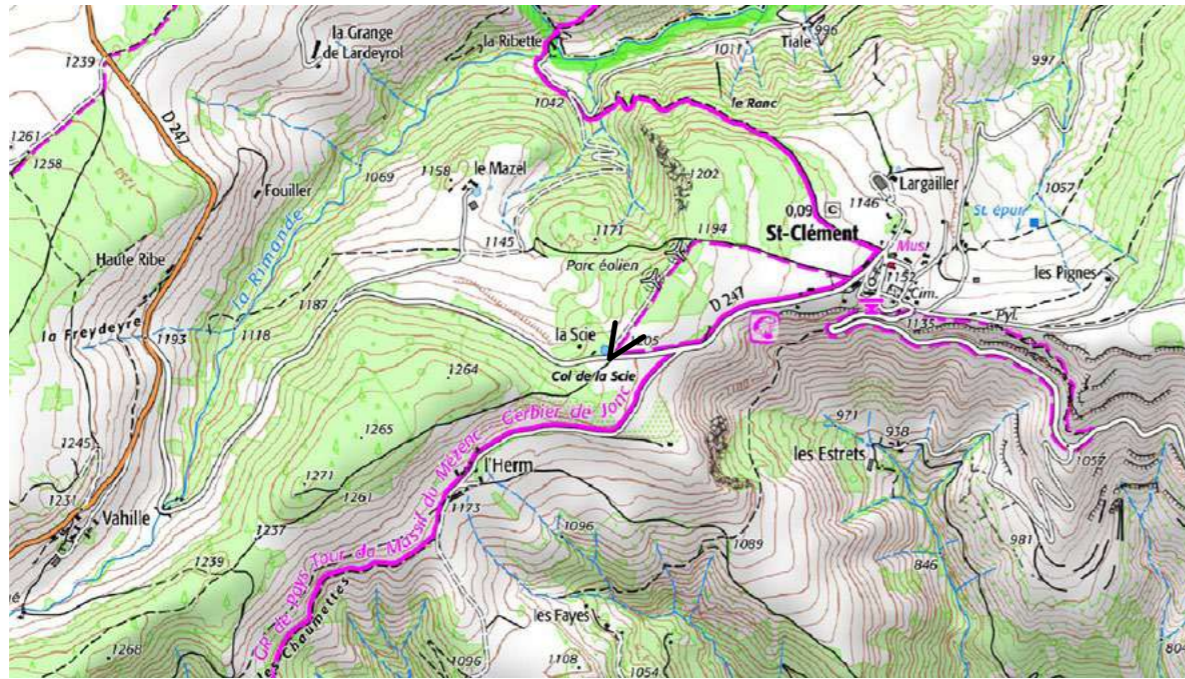 la Grange
de Lardeyrol
la Ribette
1011
996
Tiale
1239
997
D 247
1042
le Ranc
1261
1258
1253
1069
1158
le Mazel
1202
Fouiller
Largailler
1146
1057
0,09
C
St. épur
St-Clément
Mus.
1171
1194
1145
Parc éolien
Haute Ribe
la Rimande
1152
les Pignes
Cim.
D 247
1187
la Freydeyre
1118
1193
1135
Pyl.
la Scie
Col de la Scie
1264
1265
971
938
les Estrets
1057
1245
1271
1261
l'Herm
1231
Vahille
1237
1173
1096
1089
981
1239
846
GR de pays Tour du Massif du Mézenc - Gerbier de Jonc
les Chaumettes
les Fayes
1268
1096
1108
1054
804